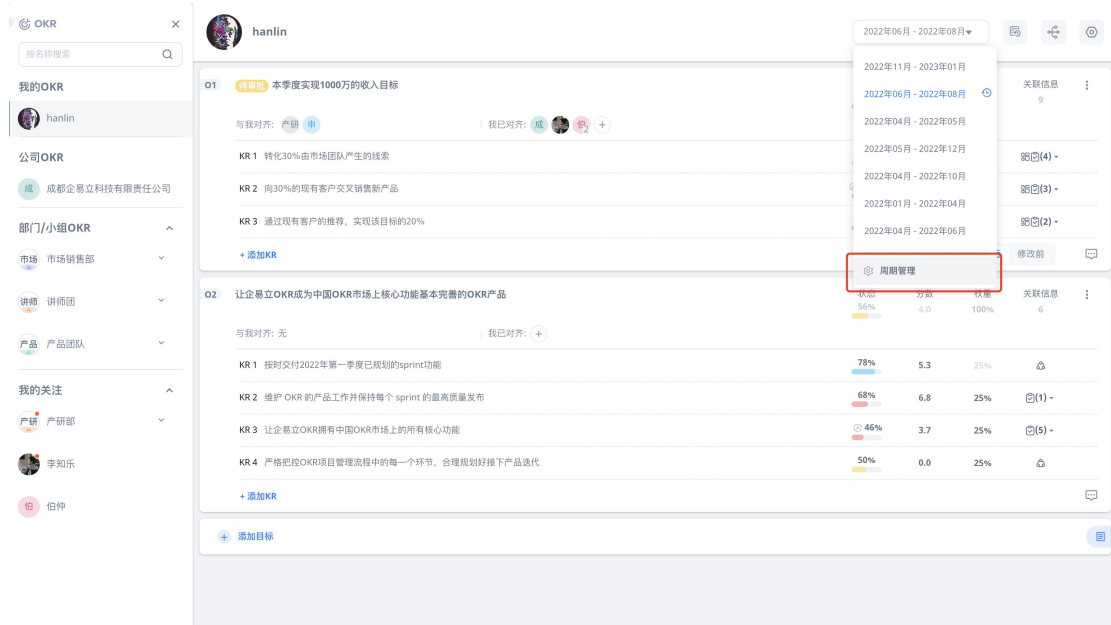 OKR
按名称搜索
我的OKR
hanlin
公司OKR
成 成都企易立科技有限责任公司
部门/小组OKR
市场 市场销售部
讲师 讲师团
产品 产品团队
我的关注
产研 产研部
李知乐
伯 伯仲
hanlin
2022年06月 - 2022年08月
2022年11月 - 2023年01月
2022年06月 - 2022年08月
2022年04月 - 2022年05月
2022年05月 - 2022年12月
2022年04月 - 2022年10月
2022年01月 - 2022年04月
2022年04月 - 2022年06月
周期管理
O1 待审批 本季度实现1000万的收入目标
关联信息
9
与我对齐: 产研 申 我已对齐: 成 伯 2 +
KR 1 转化30%由市场团队产生的线索 (4)
KR 2 向30%的现有客户交叉销售新产品 (3)
KR 3 通过现有客户的推荐，实现该目标的20% (2)
+ 添加KR 修改前
O2 让企易立OKR成为中国OKR市场上核心功能基本完善的OKR产品
状态 分数 权重 关联信息
56% 4.0 100% 6
与我对齐: 无 我已对齐: +
KR 1 按时交付2022年第一季度已规划的sprint功能 78% 5.3 25%
KR 2 维护 OKR 的产品工作并保持每个 sprint 的最高质量发布 68% 6.8 25% (1)
KR 3 让企易立OKR拥有中国OKR市场上的所有核心功能 46% 3.7 25% (5)
KR 4 严格把控OKR项目管理流程中的每一个环节，合理规划好接下产品迭代 50% 0.0 25%
+ 添加KR
+ 添加目标